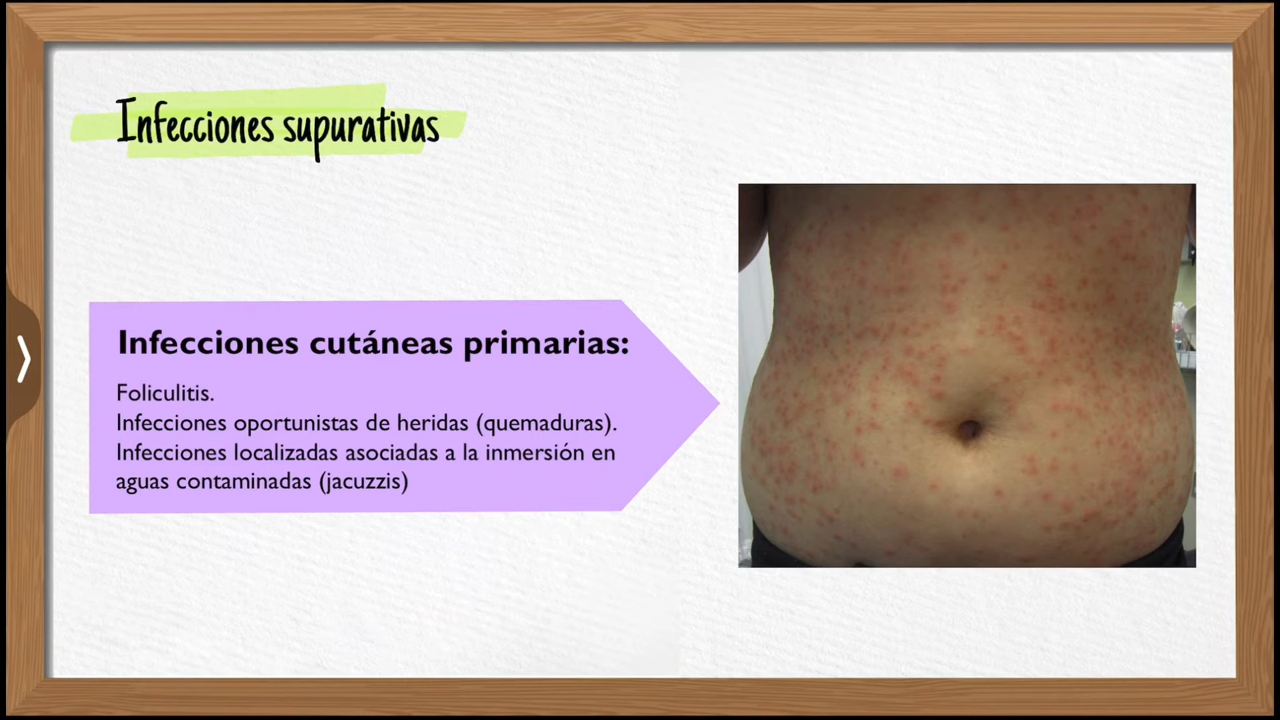 Infecciones supurativas
Infecciones cutáneas primarias:
Foliculitis.
Infecciones oportunistas de heridas (quemaduras).
Infecciones localizadas asociadas a la inmersión en
aguas contaminadas (jacuzzis)